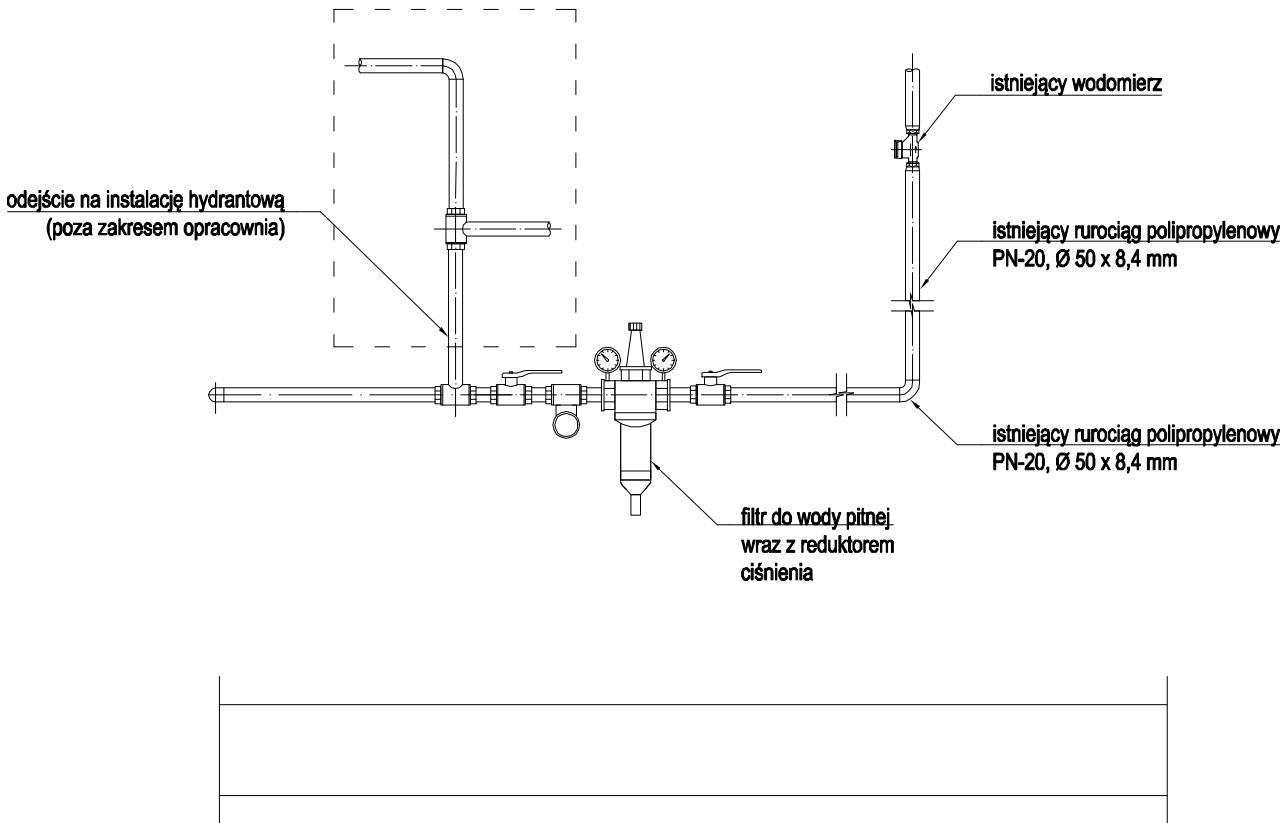 istniejący wodomierz
odejście na instalację hydrantową
(poza zakresem opracownia)
istniejący rurociąg polipropylenowy
PN-20, Ø 50 x 8,4 mm
istniejący rurociąg polipropylenowy
PN-20, Ø 50 x 8,4 mm
filtr do wody pitnej
wraz z reduktorem
ciśnienia